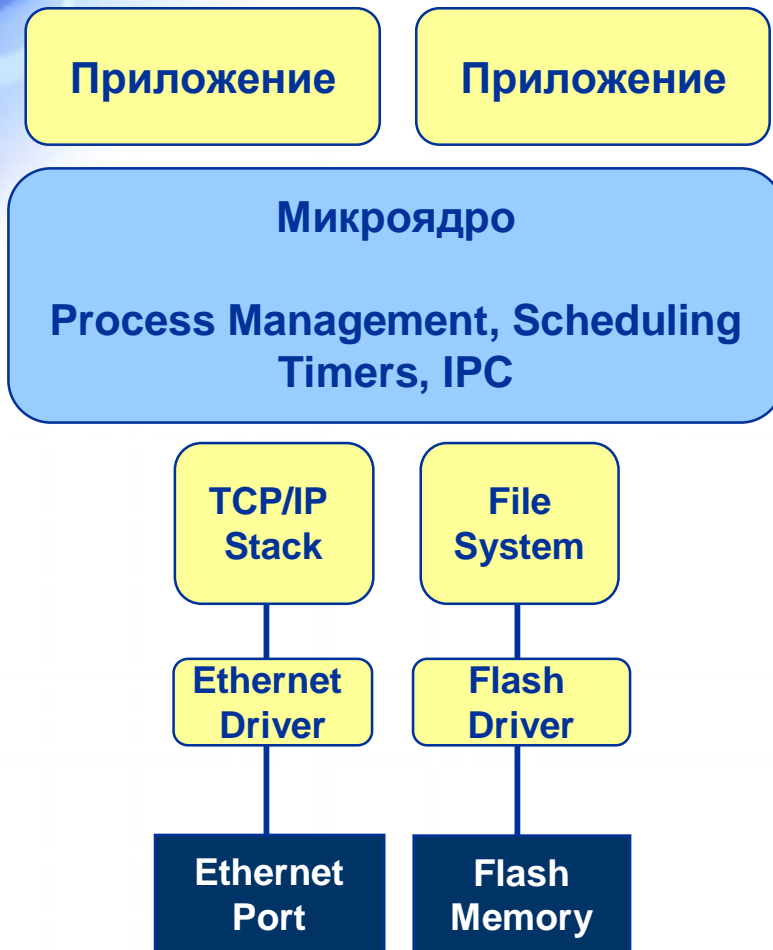 Приложение
Приложение
Микроядро
Process Management, Scheduling
Timers, IPC
TCP/IP
Stack
File
System
Ethernet
Driver
Flash
Driver
Ethernet
Port
Flash
Memory